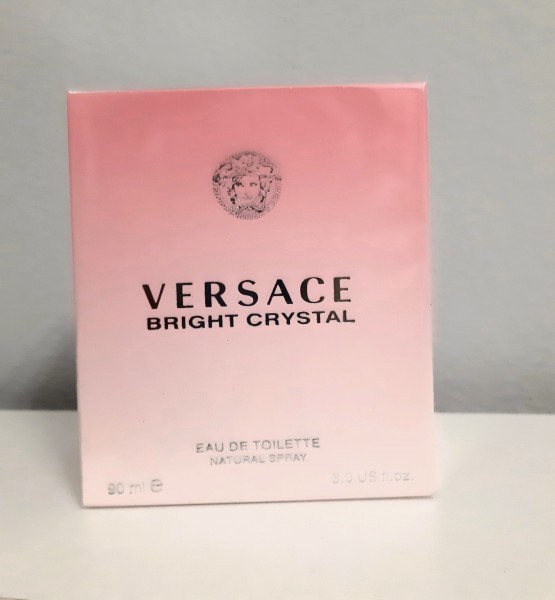 VERSACE
BRIGHT CRYSTAL
EAU DE TOILETTE
NATURAL SPRAY
90 ml ℮ 3.0 US fl.oz.